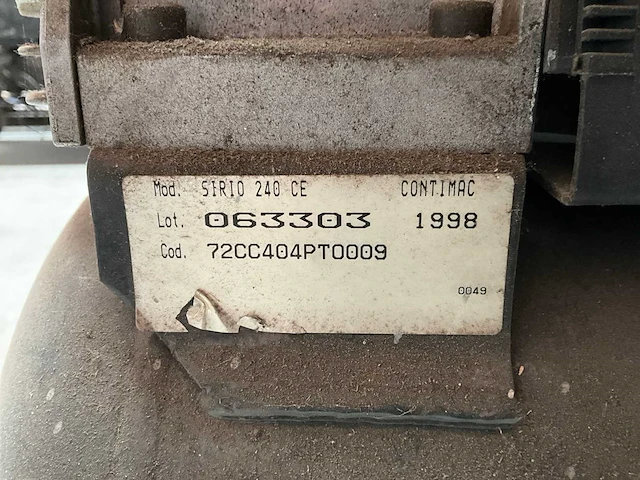 Mod. SIRIO 240 CE CONTIMAC
Lot. 063303 1998
Cod. 72CC404PT0009
0049